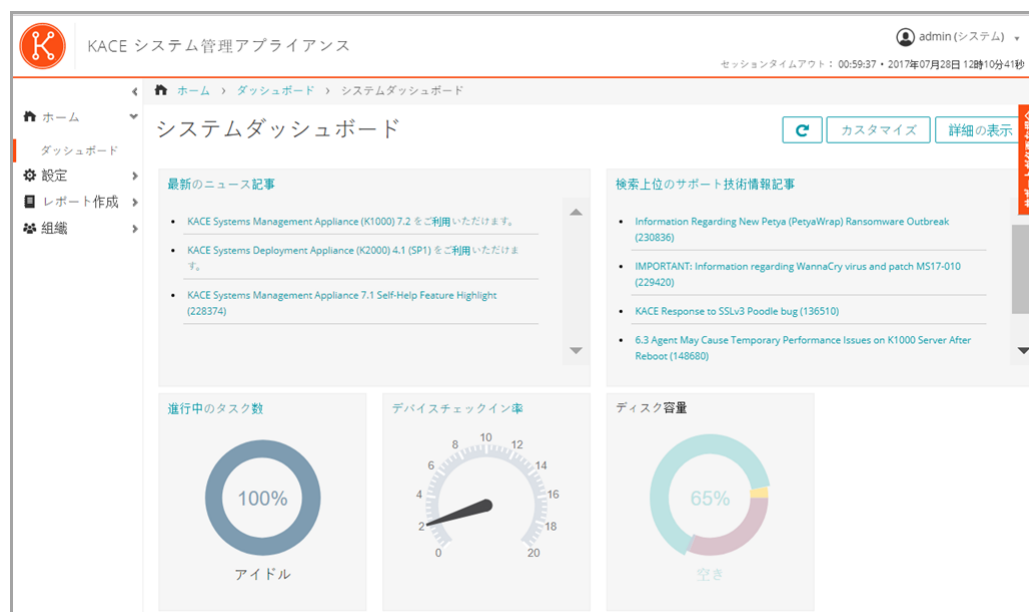 KACE システム管理アプライアンス
admin (システム)
セッションタイムアウト： 00:59:37 • 2017年07月28日 12時10分41秒
ホーム › ダッシュボード › システムダッシュボード
ホーム
ダッシュボード
設定
レポート作成
組織
システムダッシュボード
カスタマイズ
詳細の表示
最新のニュース記事
KACE Systems Management Appliance (K1000) 7.2 をご利用いただけます。
KACE Systems Deployment Appliance (K2000) 4.1 (SP1) をご利用いただけま
す。
KACE Systems Management Appliance 7.1 Self-Help Feature Highlight
(228374)
検索上位のサポート技術情報記事
Information Regarding New Petya (PetyaWrap) Ransomware Outbreak
(230836)
IMPORTANT: Information regarding WannaCry virus and patch MS17-010
(229420)
KACE Response to SSLv3 Poodle bug (136510)
6.3 Agent May Cause Temporary Performance Issues on K1000 Server After
Reboot (148680)
進行中のタスク数
100%
アイドル
デバイスチェックイン率
0
2
4
6
8
10
12
14
16
18
20
ディスク容量
65%
空き